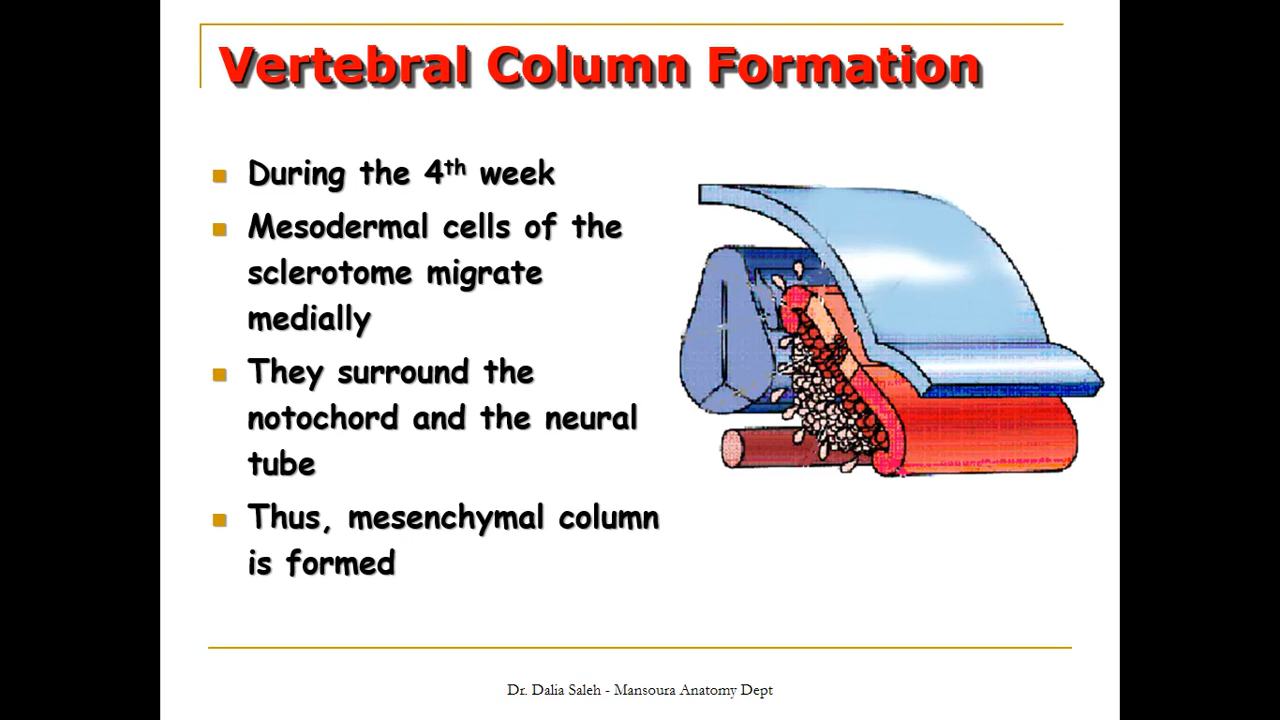 Vertebral Column Formation
During the 4th week
Mesodermal cells of the
sclerotome migrate
medially
They surround the
notochord and the neural
tube
Thus, mesenchymal column
is formed
Dr. Dalia Saleh - Mansoura Anatomy Dept